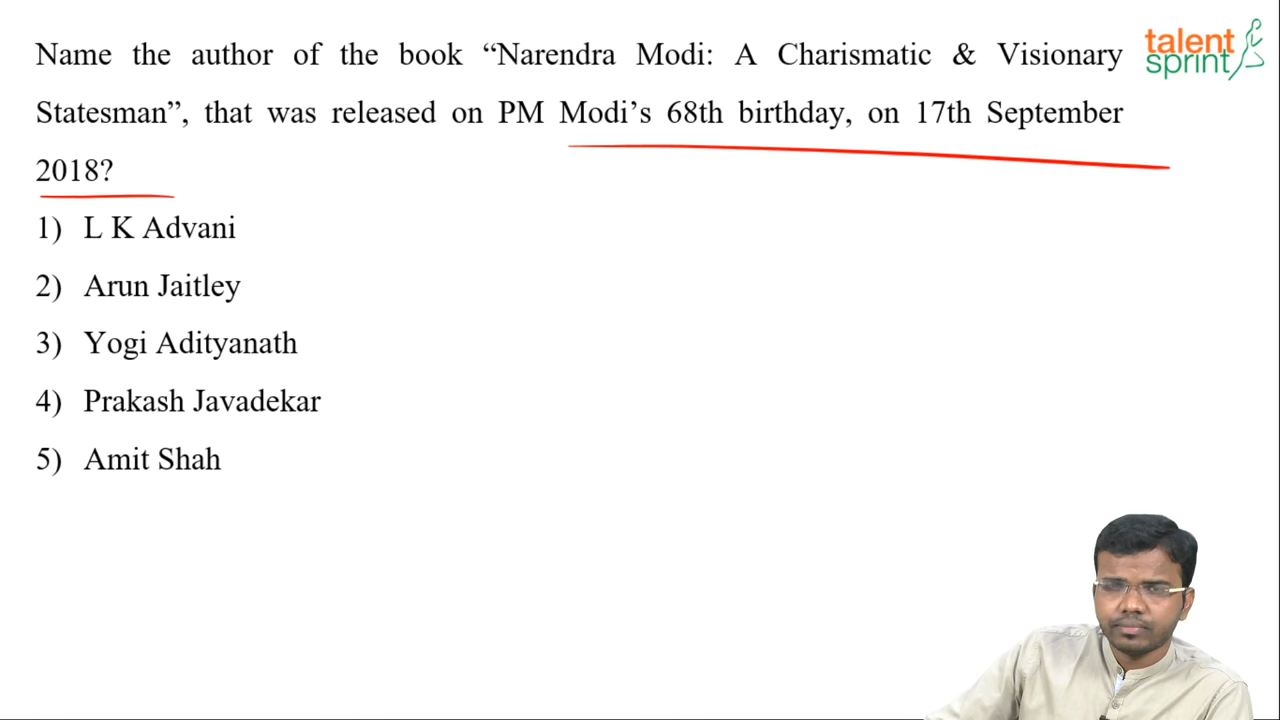 Name the author of the book “Narendra Modi: A Charismatic & Visionary
Statesman”, that was released on PM Modi’s 68th birthday, on 17th September
2018?
1) L K Advani
2) Arun Jaitley
3) Yogi Adityanath
4) Prakash Javadekar
5) Amit Shah
talent
sprint